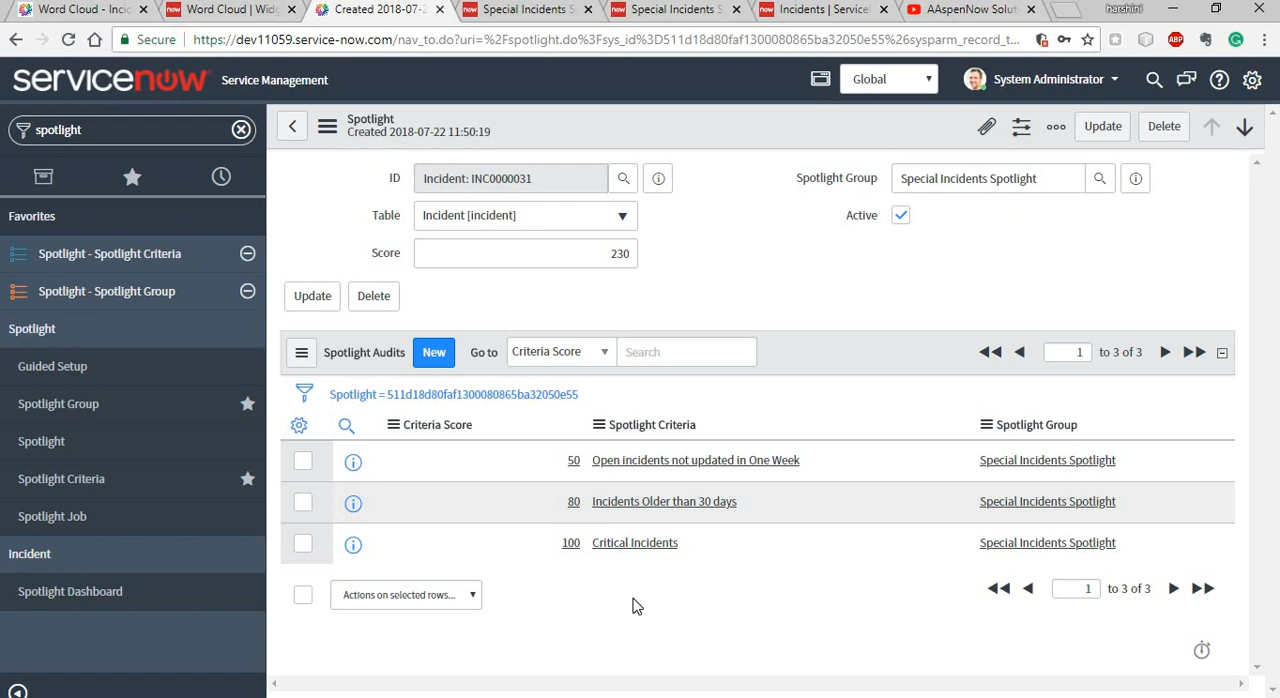 Word Cloud - Incid
Word Cloud | Widg
Created 2018-07-2
Special Incidents S
Special Incidents S
Incidents | Service
AAspenNow Solut
harshini
Secure
https://dev11059.service-now.com/nav_to.do?uri=%2Fspotlight.do%3Fsys_id%3D511d18d80faf1300080865ba32050e55%26sysparm_record_t...
ABP
servicenow Service Management
Global
System Administrator
spotlight
Spotlight
Created 2018-07-22 11:50:19
Update
Delete
ID
Incident: INC0000031
Spotlight Group
Special Incidents Spotlight
Table
Incident [incident]
Active
Score
230
Update
Delete
Favorites
Spotlight - Spotlight Criteria
Spotlight - Spotlight Group
Spotlight
Guided Setup
Spotlight Group
Spotlight
Spotlight Criteria
Spotlight Job
Incident
Spotlight Dashboard
Spotlight Audits
New
Go to
Criteria Score
Search
1 to 3 of 3
Spotlight = 511d18d80faf1300080865ba32050e55
Criteria Score
Spotlight Criteria
Spotlight Group
50 Open incidents not updated in One Week Special Incidents Spotlight
80 Incidents Older than 30 days Special Incidents Spotlight
100 Critical Incidents Special Incidents Spotlight
Actions on selected rows...
1 to 3 of 3